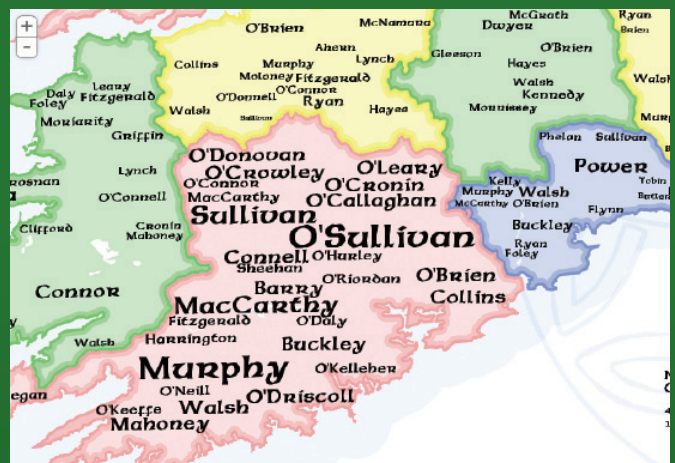 +
-
O'Brien
McNamara
Ahern
Collins
Murphy
Lynch
Moloney Fitzgerald
O'Connor
O'Donnell
Ryan
Walsh
Hayes
Sullivan
McGrath
Dwyer
Gleeson
O'Brien
Hayes
Walsh
Kennedy
Morrissey
Ryan
Brien
Leary
Daly
Fitzgerald
Foley
Moriarity
Griffin
Lynch
O'Connell
Clifford
Cronin
Mahoney
Connor
Walsh
O'Donovan
O'Crowley
O'Leary
O'Connor
O'Cronin
MacCarthy
O'Callaghan
Sullivan
O'Sullivan
Connell
O'Hurley
Sheehan
O'Riordan
O'Brien
Barry
Collins
MacCarthy
Fitzgerald
O'Daly
Harrington
Buckley
Murphy
O'Kelleher
O'Neill
O'Driscoll
O'Keeffe
Walsh
Mahoney
Phelan
Sullivan
Power
Kelly
Tobin
Murphy
Walsh
McCarthy
O'Brien
Flynn
Buckley
Ryan
Foley